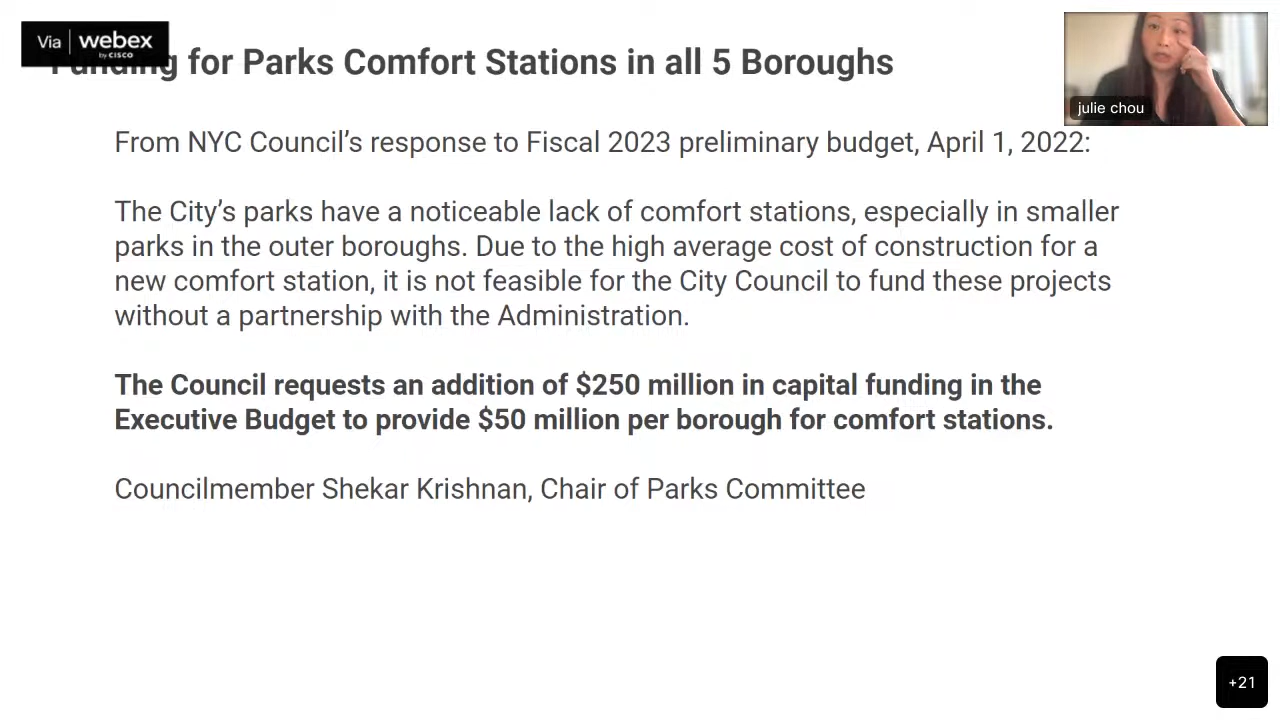 Via webex
by CISCO
Funding for Parks Comfort Stations in all 5 Boroughs
julie chou
From NYC Council’s response to Fiscal 2023 preliminary budget, April 1, 2022:
The City’s parks have a noticeable lack of comfort stations, especially in smaller
parks in the outer boroughs. Due to the high average cost of construction for a
new comfort station, it is not feasible for the City Council to fund these projects
without a partnership with the Administration.
The Council requests an addition of $250 million in capital funding in the
Executive Budget to provide $50 million per borough for comfort stations.
Councilmember Shekar Krishnan, Chair of Parks Committee
+21